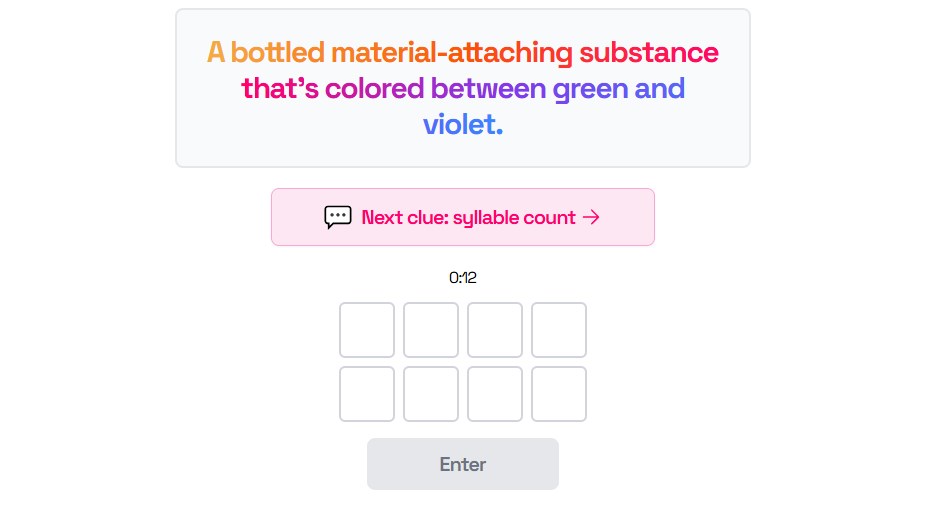 A bottled material-attaching substance
that's colored between green and
violet.
Next clue: syllable count →
0:12
Enter